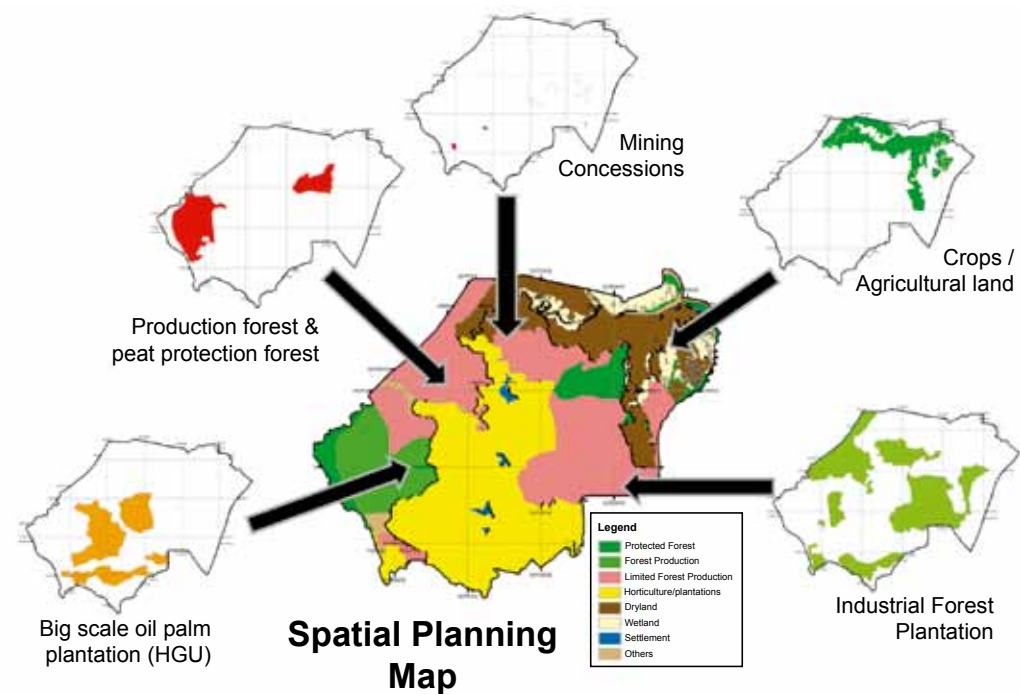 Mining
Concessions
Crops /
Agricultural land
Production forest &
peat protection forest
Big scale oil palm
plantation (HGU)
Industrial Forest
Plantation
Spatial Planning
Map
Legend
Protected Forest
Forest Production
Limited Forest Production
Horticulture/plantations
Dryland
Wetland
Settlement
Others